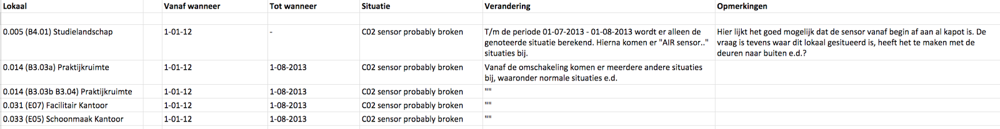 Lokaal Vanaf wanneer Tot wanneer Situatie Verandering Opmerkingen
0.005 (B4.01) Studielandschap 1-01-12 - C02 sensor probably broken T/m de periode 01-07-2013 - 01-08-2013 wordt er alleen de Hier lijkt het goed mogelijk dat de sensor vanaf begin af aan al kapot is. De
genoteerde situatie berekend. Hierna komen er "AIR sensor.." vraag is tevens waar dit lokaal gesitueerd is, heeft het te maken met de
situaties bij. deuren naar buiten e.d.?
0.014 (B3.03a) Praktijkruimte 1-01-12 1-08-2013 C02 sensor probably broken Vanaf de omschakeling komen er meerdere andere situaties
bij, waaronder normale situaties e.d.
0.014 (B3.03b B3.04) Praktijkruimte 1-01-12 1-08-2013 C02 sensor probably broken ""
0.031 (E07) Facilitair Kantoor 1-01-12 1-08-2013 C02 sensor probably broken ""
0.033 (E05) Schoonmaak Kantoor 1-01-12 1-08-2013 C02 sensor probably broken ""